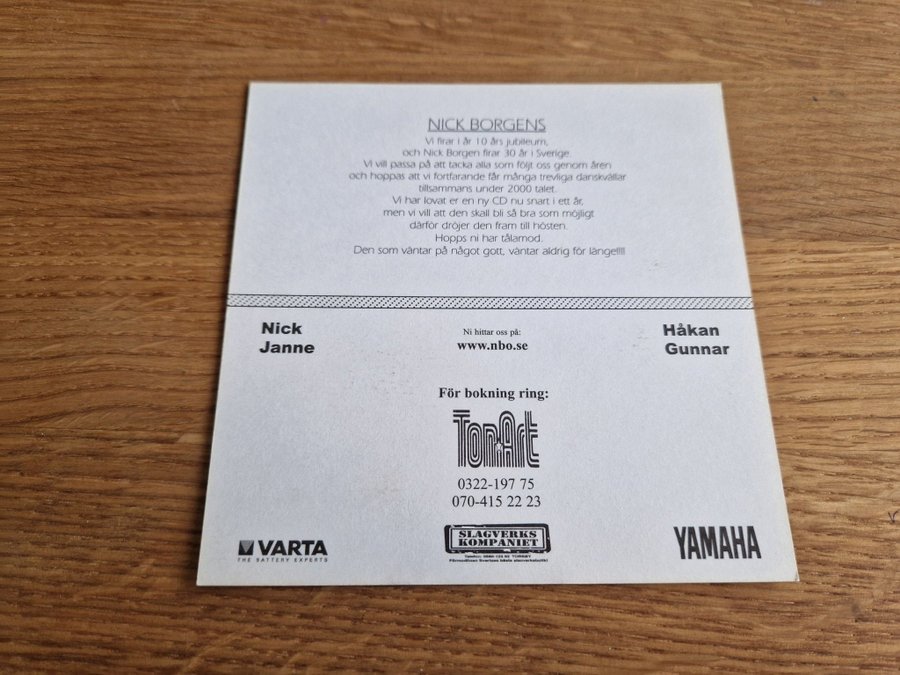 NICK BORGENS
Vi firar i år 10 års jubileum,
och Nick Borgen firar 30 år i Sverige.
Vi vill passa på att tacka alla som följt oss genom åren
och hoppas att vi fortfarande får många trevliga danskvällar
tillsammans under 2000 talet.
Vi har lovat er en ny CD nu snart i ett år,
men vi vill att den skall bli så bra som möjligt
därför dröjer den fram till hösten.
Hopps ni har tålamod.
Den som väntar på något gott, väntar aldrig för länge!!!!
Nick
Janne
Ni hittar oss på:
www.nbo.se
Håkan
Gunnar
För bokning ring:
TonArt
0322-197 75
070-415 22 23
VARTA
THE BATTERY EXPERTS
SLAGVERKS
KOMPANIET
YAMAHA